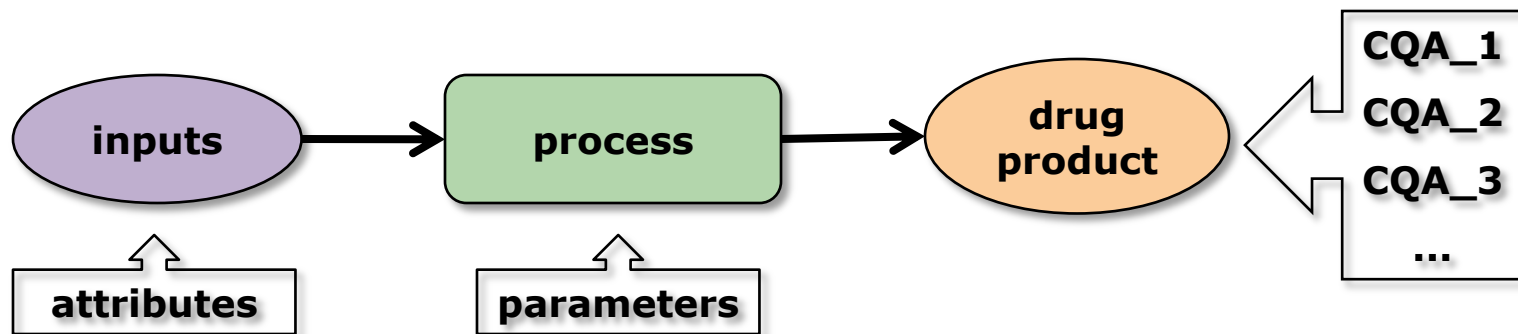 inputs
process
drug
product
CQA_1
CQA_2
CQA_3
...
attributes
parameters